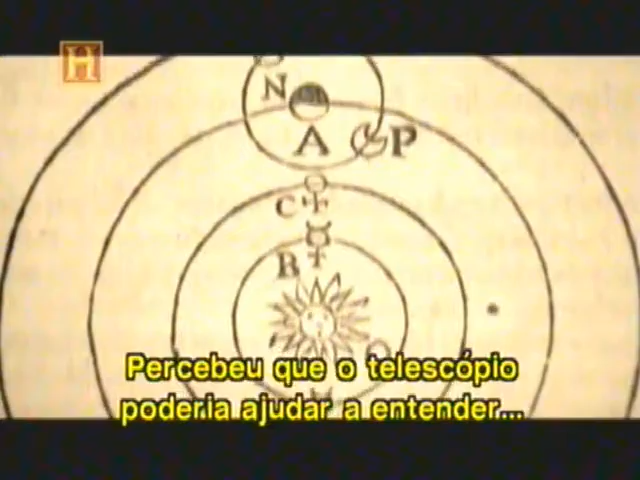 H
N
A P
C
B
Percebeu que o telescópio
poderia ajudar a entender...